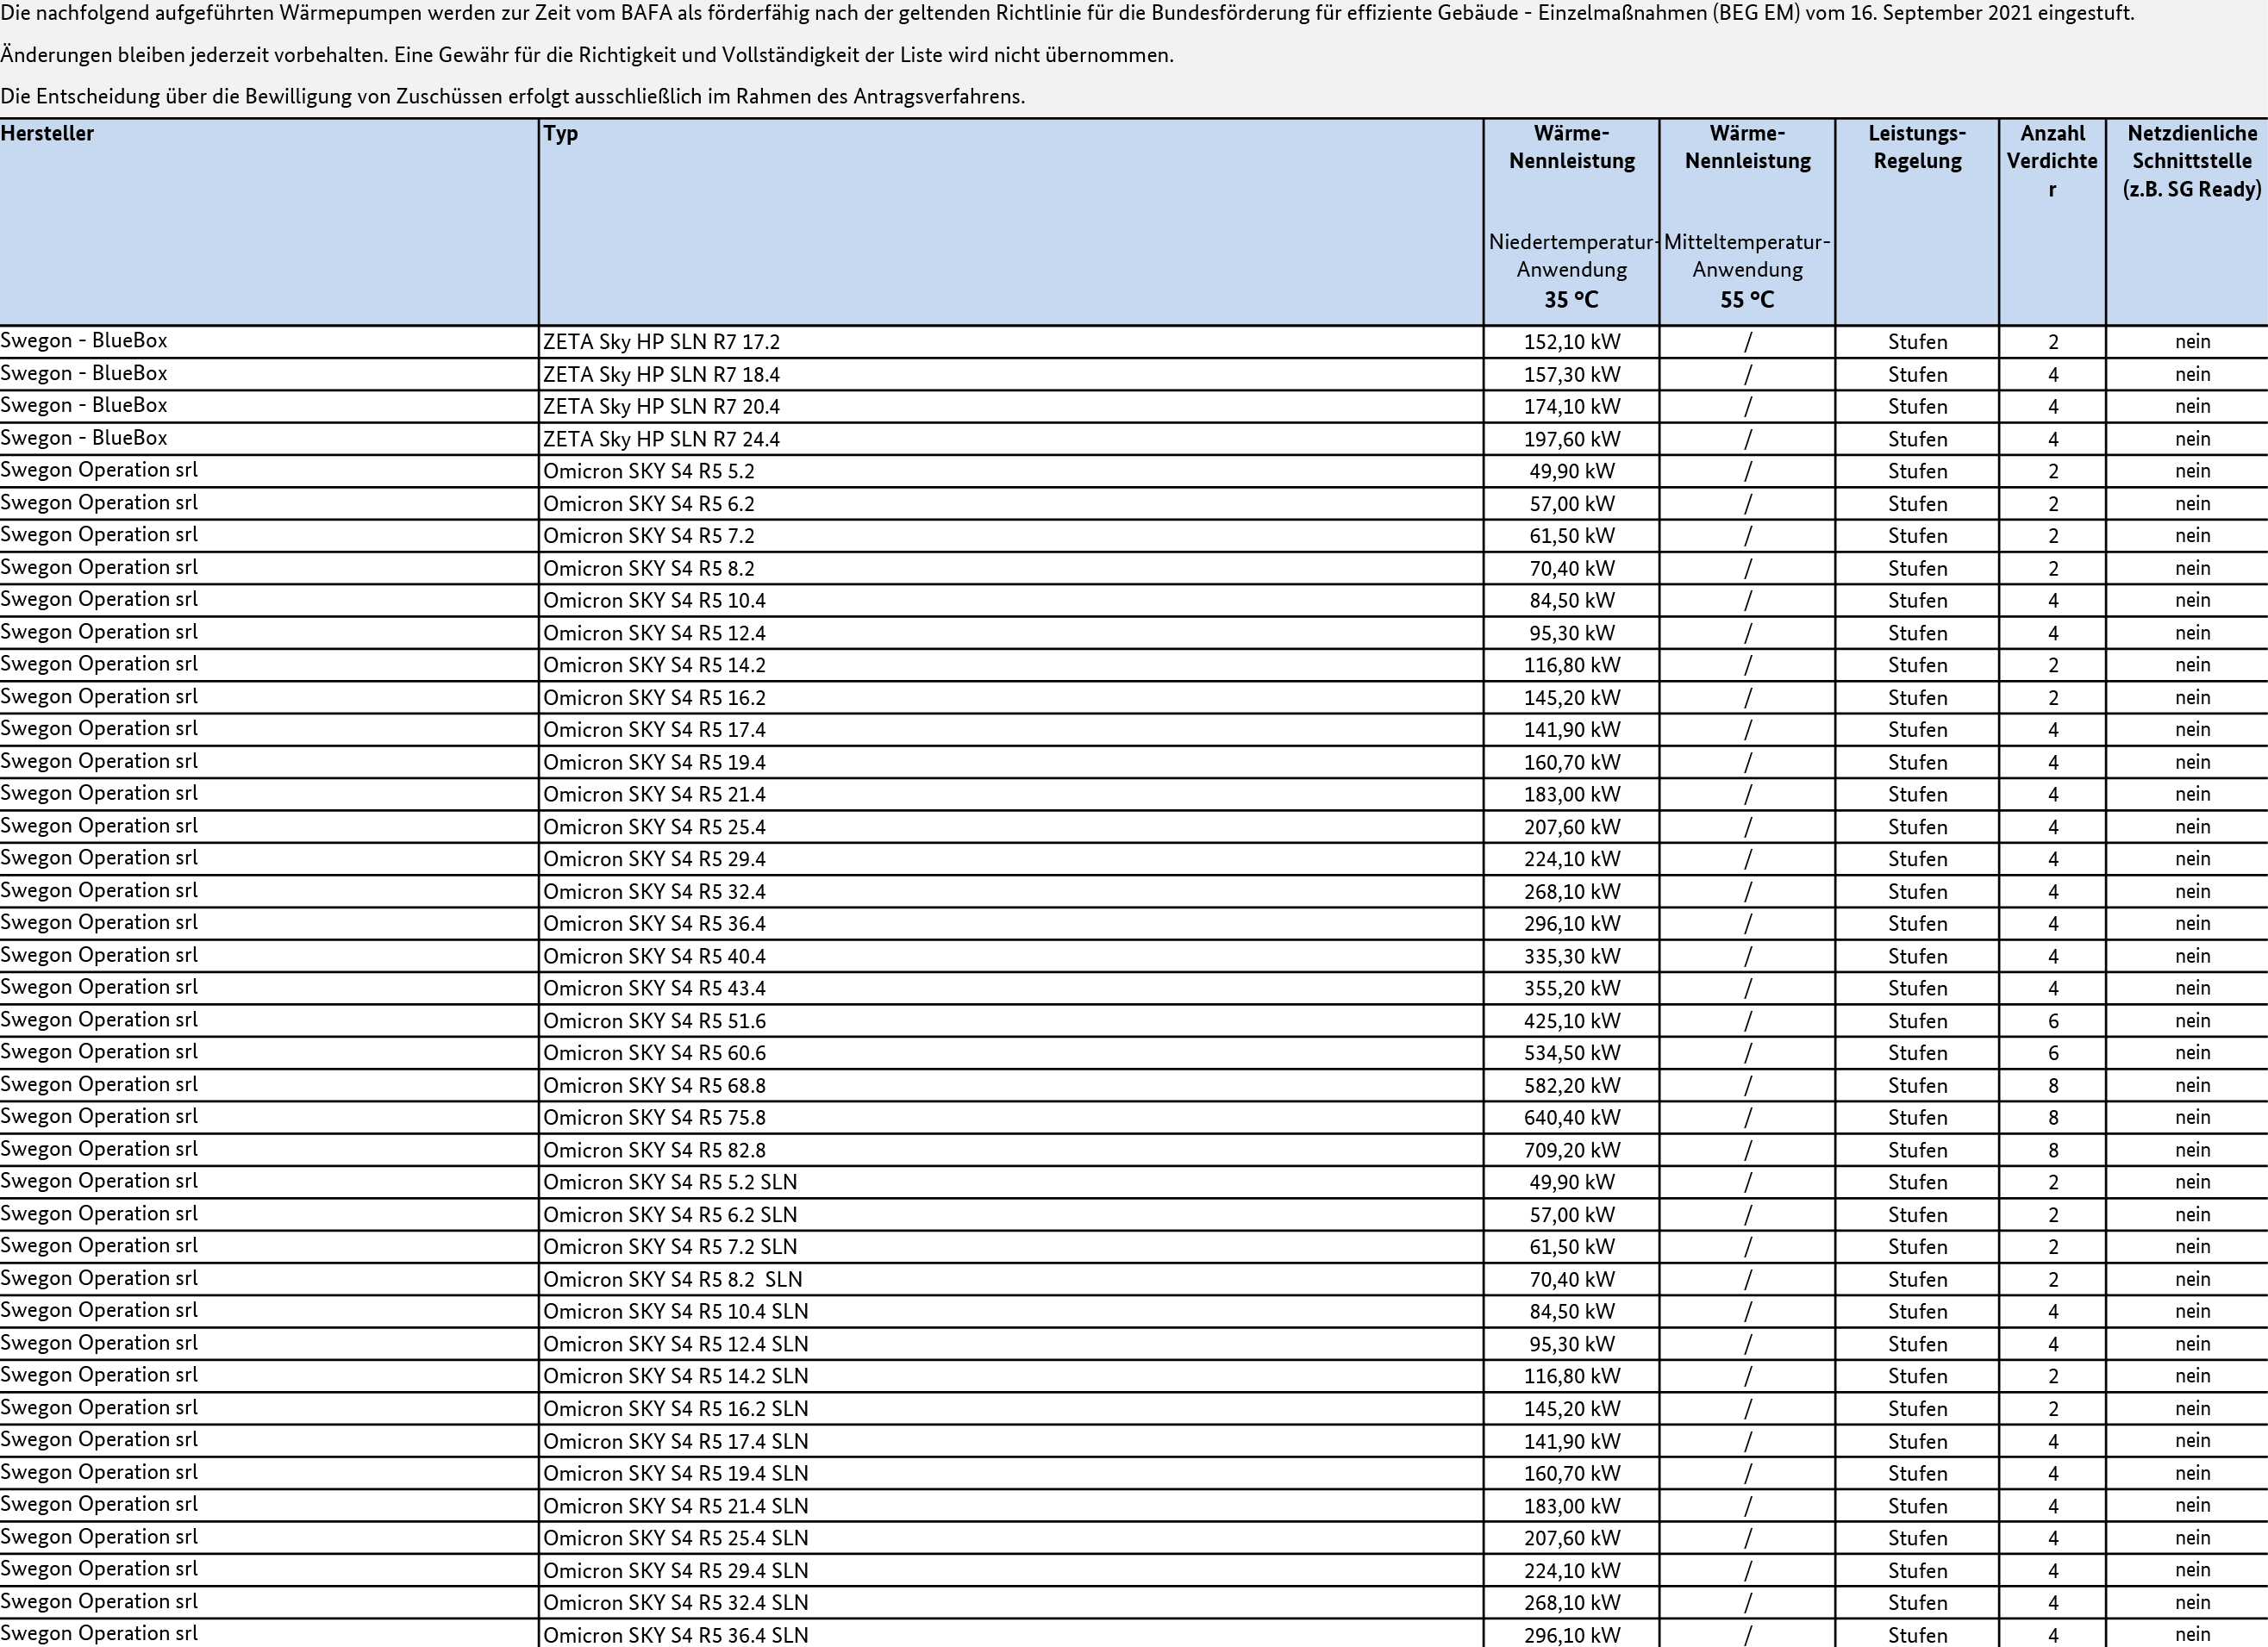 Die nachfolgend aufgeführten Wärmepumpen werden zur Zeit vom BAFA als förderfähig nach der geltenden Richtlinie für die Bundesförderung für effiziente Gebäude - Einzelmaßnahmen (BEG EM) vom 16. September 2021 eingestuft.
Änderungen bleiben jederzeit vorbehalten. Eine Gewähr für die Richtigkeit und Vollständigkeit der Liste wird nicht übernommen.
Die Entscheidung über die Bewilligung von Zuschüssen erfolgt ausschließlich im Rahmen des Antragsverfahrens.
Hersteller Typ Wärme- Wärme- Leistungs- Anzahl Netzdienliche
Nennleistung Nennleistung Regelung Verdichte Schnittstelle
r (z.B. SG Ready)
Niedertemperatur- Mitteltemperatur-
Anwendung Anwendung
35 °C 55 °C
Swegon - BlueBox ZETA Sky HP SLN R7 17.2 152,10 kW / Stufen 2 nein
Swegon - BlueBox ZETA Sky HP SLN R7 18.4 157,30 kW / Stufen 4 nein
Swegon - BlueBox ZETA Sky HP SLN R7 20.4 174,10 kW / Stufen 4 nein
Swegon - BlueBox ZETA Sky HP SLN R7 24.4 197,60 kW / Stufen 4 nein
Swegon Operation srl Omicron SKY S4 R5 5.2 49,90 kW / Stufen 2 nein
Swegon Operation srl Omicron SKY S4 R5 6.2 57,00 kW / Stufen 2 nein
Swegon Operation srl Omicron SKY S4 R5 7.2 61,50 kW / Stufen 2 nein
Swegon Operation srl Omicron SKY S4 R5 8.2 70,40 kW / Stufen 2 nein
Swegon Operation srl Omicron SKY S4 R5 10.4 84,50 kW / Stufen 4 nein
Swegon Operation srl Omicron SKY S4 R5 12.4 95,30 kW / Stufen 4 nein
Swegon Operation srl Omicron SKY S4 R5 14.2 116,80 kW / Stufen 2 nein
Swegon Operation srl Omicron SKY S4 R5 16.2 145,20 kW / Stufen 2 nein
Swegon Operation srl Omicron SKY S4 R5 17.4 141,90 kW / Stufen 4 nein
Swegon Operation srl Omicron SKY S4 R5 19.4 160,70 kW / Stufen 4 nein
Swegon Operation srl Omicron SKY S4 R5 21.4 183,00 kW / Stufen 4 nein
Swegon Operation srl Omicron SKY S4 R5 25.4 207,60 kW / Stufen 4 nein
Swegon Operation srl Omicron SKY S4 R5 29.4 224,10 kW / Stufen 4 nein
Swegon Operation srl Omicron SKY S4 R5 32.4 268,10 kW / Stufen 4 nein
Swegon Operation srl Omicron SKY S4 R5 36.4 296,10 kW / Stufen 4 nein
Swegon Operation srl Omicron SKY S4 R5 40.4 335,30 kW / Stufen 4 nein
Swegon Operation srl Omicron SKY S4 R5 43.4 355,20 kW / Stufen 4 nein
Swegon Operation srl Omicron SKY S4 R5 51.6 425,10 kW / Stufen 6 nein
Swegon Operation srl Omicron SKY S4 R5 60.6 534,50 kW / Stufen 6 nein
Swegon Operation srl Omicron SKY S4 R5 68.8 582,20 kW / Stufen 8 nein
Swegon Operation srl Omicron SKY S4 R5 75.8 640,40 kW / Stufen 8 nein
Swegon Operation srl Omicron SKY S4 R5 82.8 709,20 kW / Stufen 8 nein
Swegon Operation srl Omicron SKY S4 R5 5.2 SLN 49,90 kW / Stufen 2 nein
Swegon Operation srl Omicron SKY S4 R5 6.2 SLN 57,00 kW / Stufen 2 nein
Swegon Operation srl Omicron SKY S4 R5 7.2 SLN 61,50 kW / Stufen 2 nein
Swegon Operation srl Omicron SKY S4 R5 8.2  SLN 70,40 kW / Stufen 2 nein
Swegon Operation srl Omicron SKY S4 R5 10.4 SLN 84,50 kW / Stufen 4 nein
Swegon Operation srl Omicron SKY S4 R5 12.4 SLN 95,30 kW / Stufen 4 nein
Swegon Operation srl Omicron SKY S4 R5 14.2 SLN 116,80 kW / Stufen 2 nein
Swegon Operation srl Omicron SKY S4 R5 16.2 SLN 145,20 kW / Stufen 2 nein
Swegon Operation srl Omicron SKY S4 R5 17.4 SLN 141,90 kW / Stufen 4 nein
Swegon Operation srl Omicron SKY S4 R5 19.4 SLN 160,70 kW / Stufen 4 nein
Swegon Operation srl Omicron SKY S4 R5 21.4 SLN 183,00 kW / Stufen 4 nein
Swegon Operation srl Omicron SKY S4 R5 25.4 SLN 207,60 kW / Stufen 4 nein
Swegon Operation srl Omicron SKY S4 R5 29.4 SLN 224,10 kW / Stufen 4 nein
Swegon Operation srl Omicron SKY S4 R5 32.4 SLN 268,10 kW / Stufen 4 nein
Swegon Operation srl Omicron SKY S4 R5 36.4 SLN 296,10 kW / Stufen 4 nein